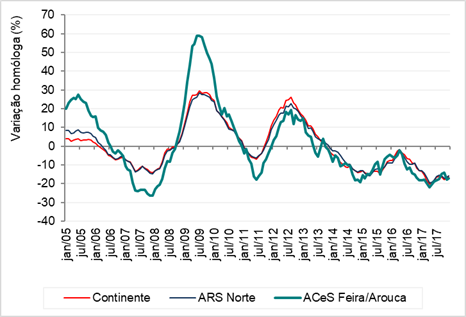 Variação homóloga (%)
70
60
50
40
30
20
10
0
-10
-20
-30
-40
jan/05
jul/05
jan/06
jul/06
jan/07
jul/07
jan/08
jul/08
jan/09
jul/09
jan/10
jul/10
jan/11
jul/11
jan/12
jul/12
jan/13
jul/13
jan/14
jul/14
jan/15
jul/15
jan/16
jul/16
jan/17
jul/17
Continente
ARS Norte
ACeS Feira/Arouca